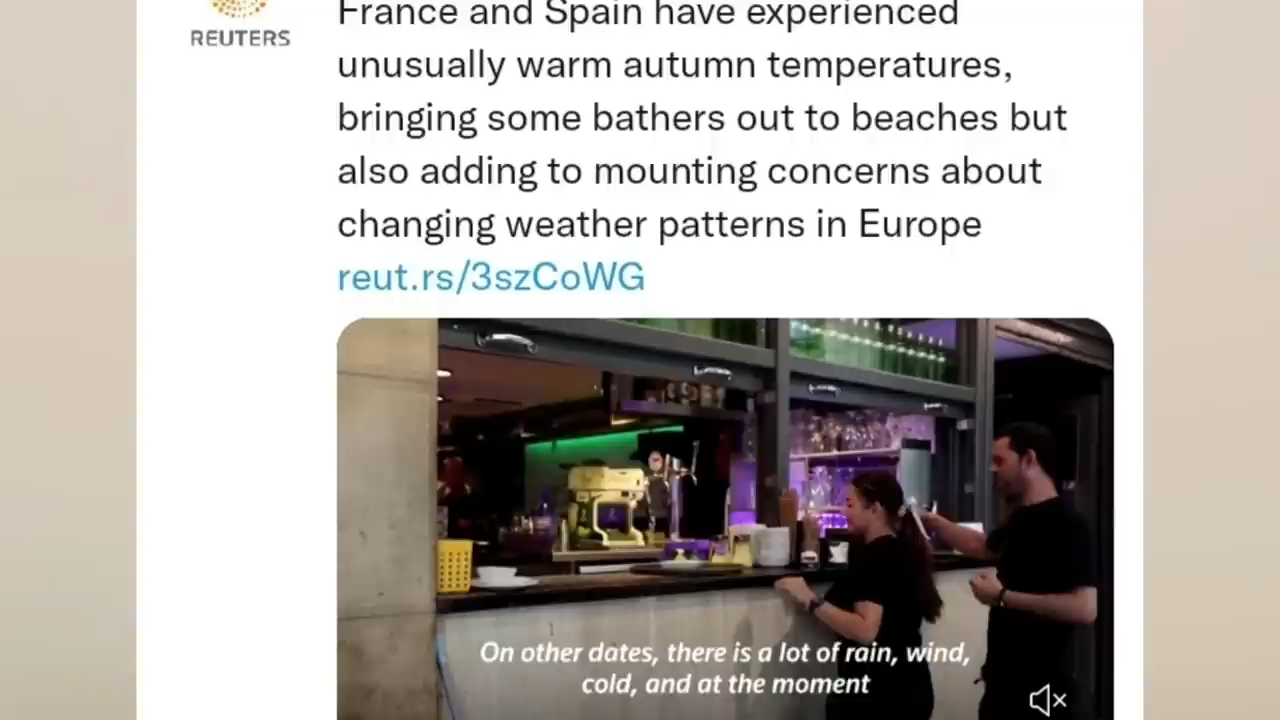 REUTERS
France and Spain have experienced
unusually warm autumn temperatures,
bringing some bathers out to beaches but
also adding to mounting concerns about
changing weather patterns in Europe
reut.rs/3szCoWG
On other dates, there is a lot of rain, wind,
cold, and at the moment